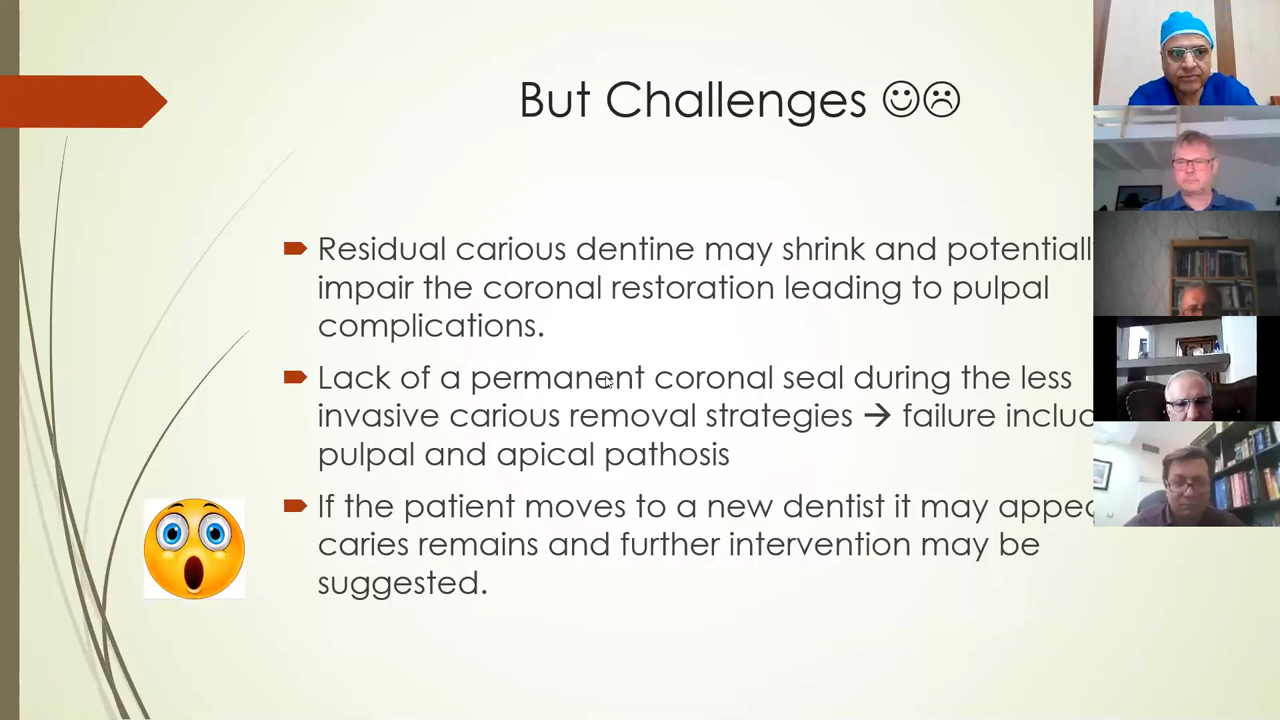 But Challenges ☺☹
Residual carious dentine may shrink and potentiall
impair the coronal restoration leading to pulpal
complications.
Lack of a permanent coronal seal during the less
invasive carious removal strategies → failure includ
pulpal and apical pathosis
If the patient moves to a new dentist it may appea
caries remains and further intervention may be
suggested.